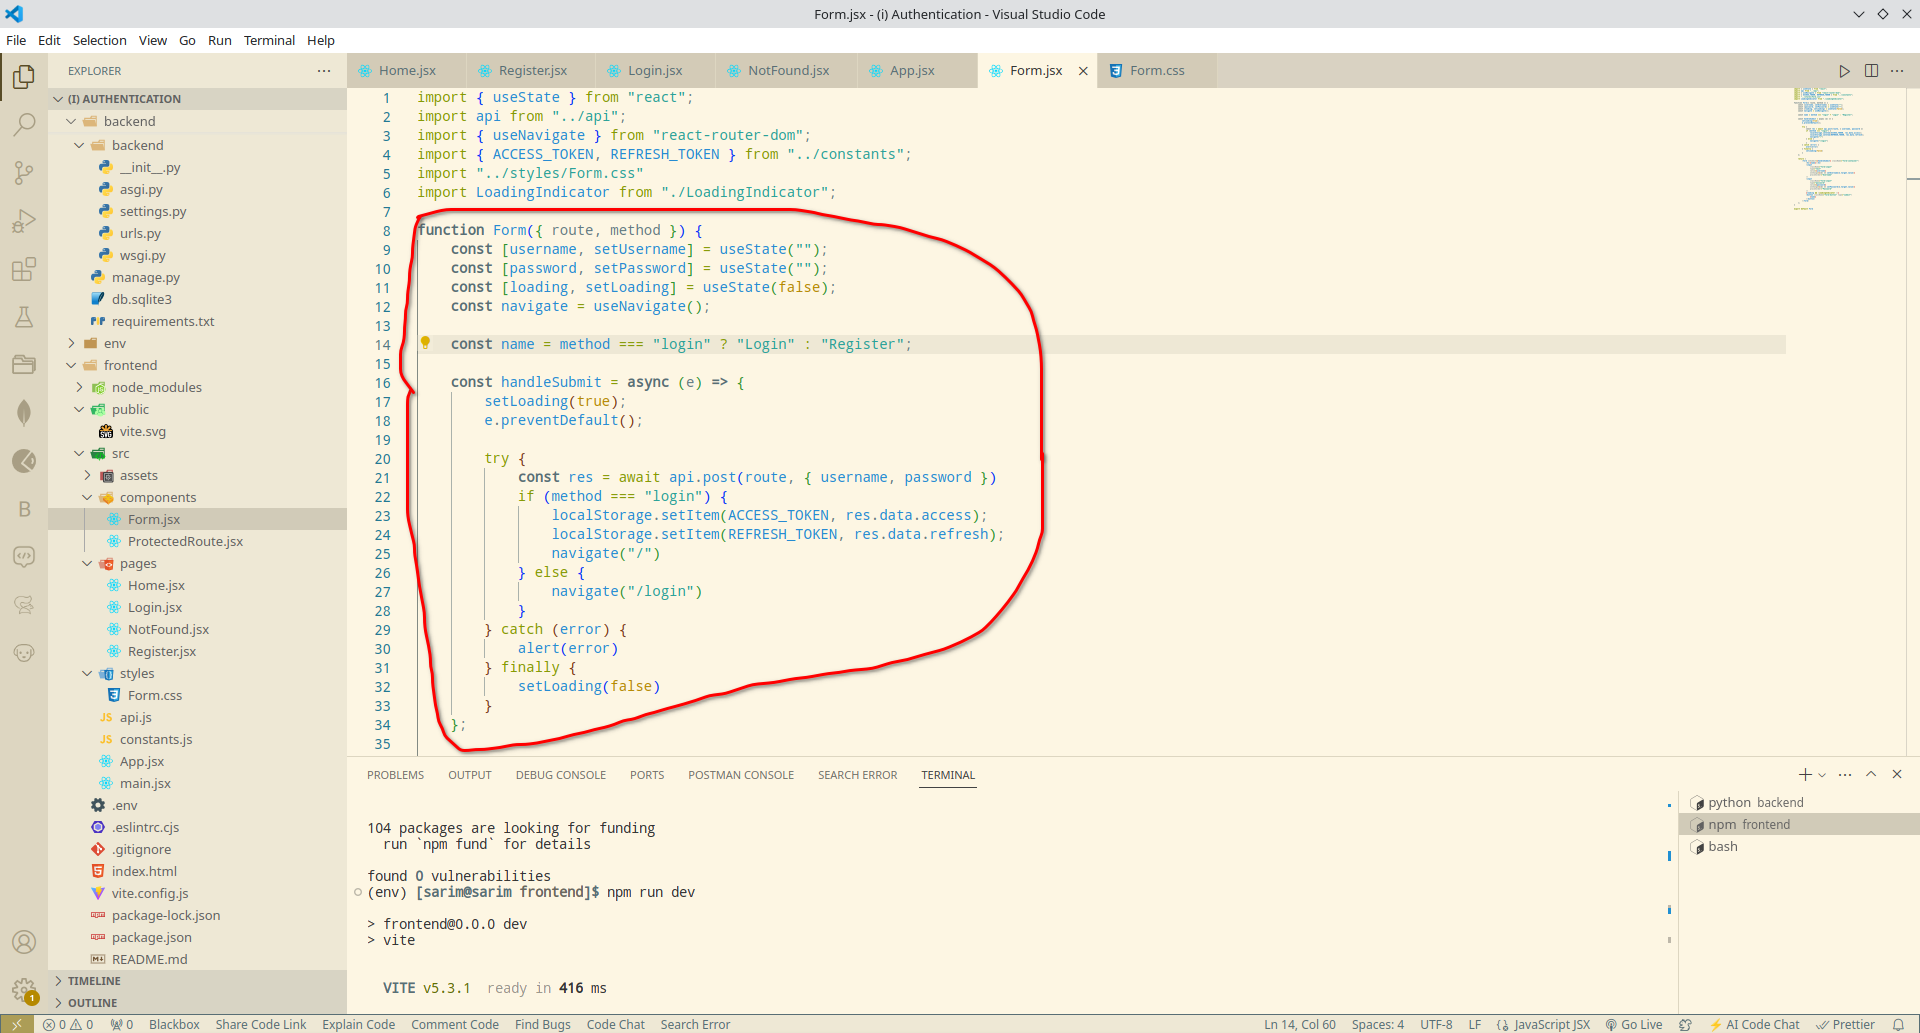 Form.jsx - (i) Authentication - Visual Studio Code
File Edit Selection View Go Run Terminal Help
EXPLORER
(I) AUTHENTICATION
backend
backend
__init__.py
asgi.py
settings.py
urls.py
wsgi.py
manage.py
db.sqlite3
requirements.txt
env
frontend
node_modules
public
vite.svg
src
assets
components
Form.jsx
ProtectedRoute.jsx
pages
Home.jsx
Login.jsx
NotFound.jsx
Register.jsx
styles
Form.css
JS api.js
JS constants.js
App.jsx
main.jsx
.env
.eslintrc.cjs
.gitignore
index.html
vite.config.js
package-lock.json
package.json
README.md
TIMELINE
OUTLINE
Home.jsx Register.jsx Login.jsx NotFound.jsx App.jsx Form.jsx Form.css
1 import { useState } from "react";
2 import api from "../api";
3 import { useNavigate } from "react-router-dom";
4 import { ACCESS_TOKEN, REFRESH_TOKEN } from "../constants";
5 import "../styles/Form.css"
6 import LoadingIndicator from "./LoadingIndicator";
7
8 function Form({ route, method }) {
9 const [username, setUsername] = useState("");
10 const [password, setPassword] = useState("");
11 const [loading, setLoading] = useState(false);
12 const navigate = useNavigate();
13
14 const name = method === "login" ? "Login" : "Register";
15
16 const handleSubmit = async (e) => {
17 setLoading(true);
18 e.preventDefault();
19
20 try {
21 const res = await api.post(route, { username, password })
22 if (method === "login") {
23 localStorage.setItem(ACCESS_TOKEN, res.data.access);
24 localStorage.setItem(REFRESH_TOKEN, res.data.refresh);
25 navigate("/")
26 } else {
27 navigate("/login")
28 }
29 } catch (error) {
30 alert(error)
31 } finally {
32 setLoading(false)
33 }
34 };
35
PROBLEMS OUTPUT DEBUG CONSOLE PORTS POSTMAN CONSOLE SEARCH ERROR TERMINAL
104 packages are looking for funding
run `npm fund` for details
found 0 vulnerabilities
(env) [sarim@sarim frontend]$ npm run dev
> frontend@0.0.0 dev
> vite
VITE v5.3.1 ready in 416 ms
python backend
npm frontend
bash
1
0 0 0 Blackbox Share Code Link Explain Code Comment Code Find Bugs Code Chat Search Error Ln 14, Col 60 Spaces: 4 UTF-8 LF JavaScript JSX Go Live AI Code Chat Prettier